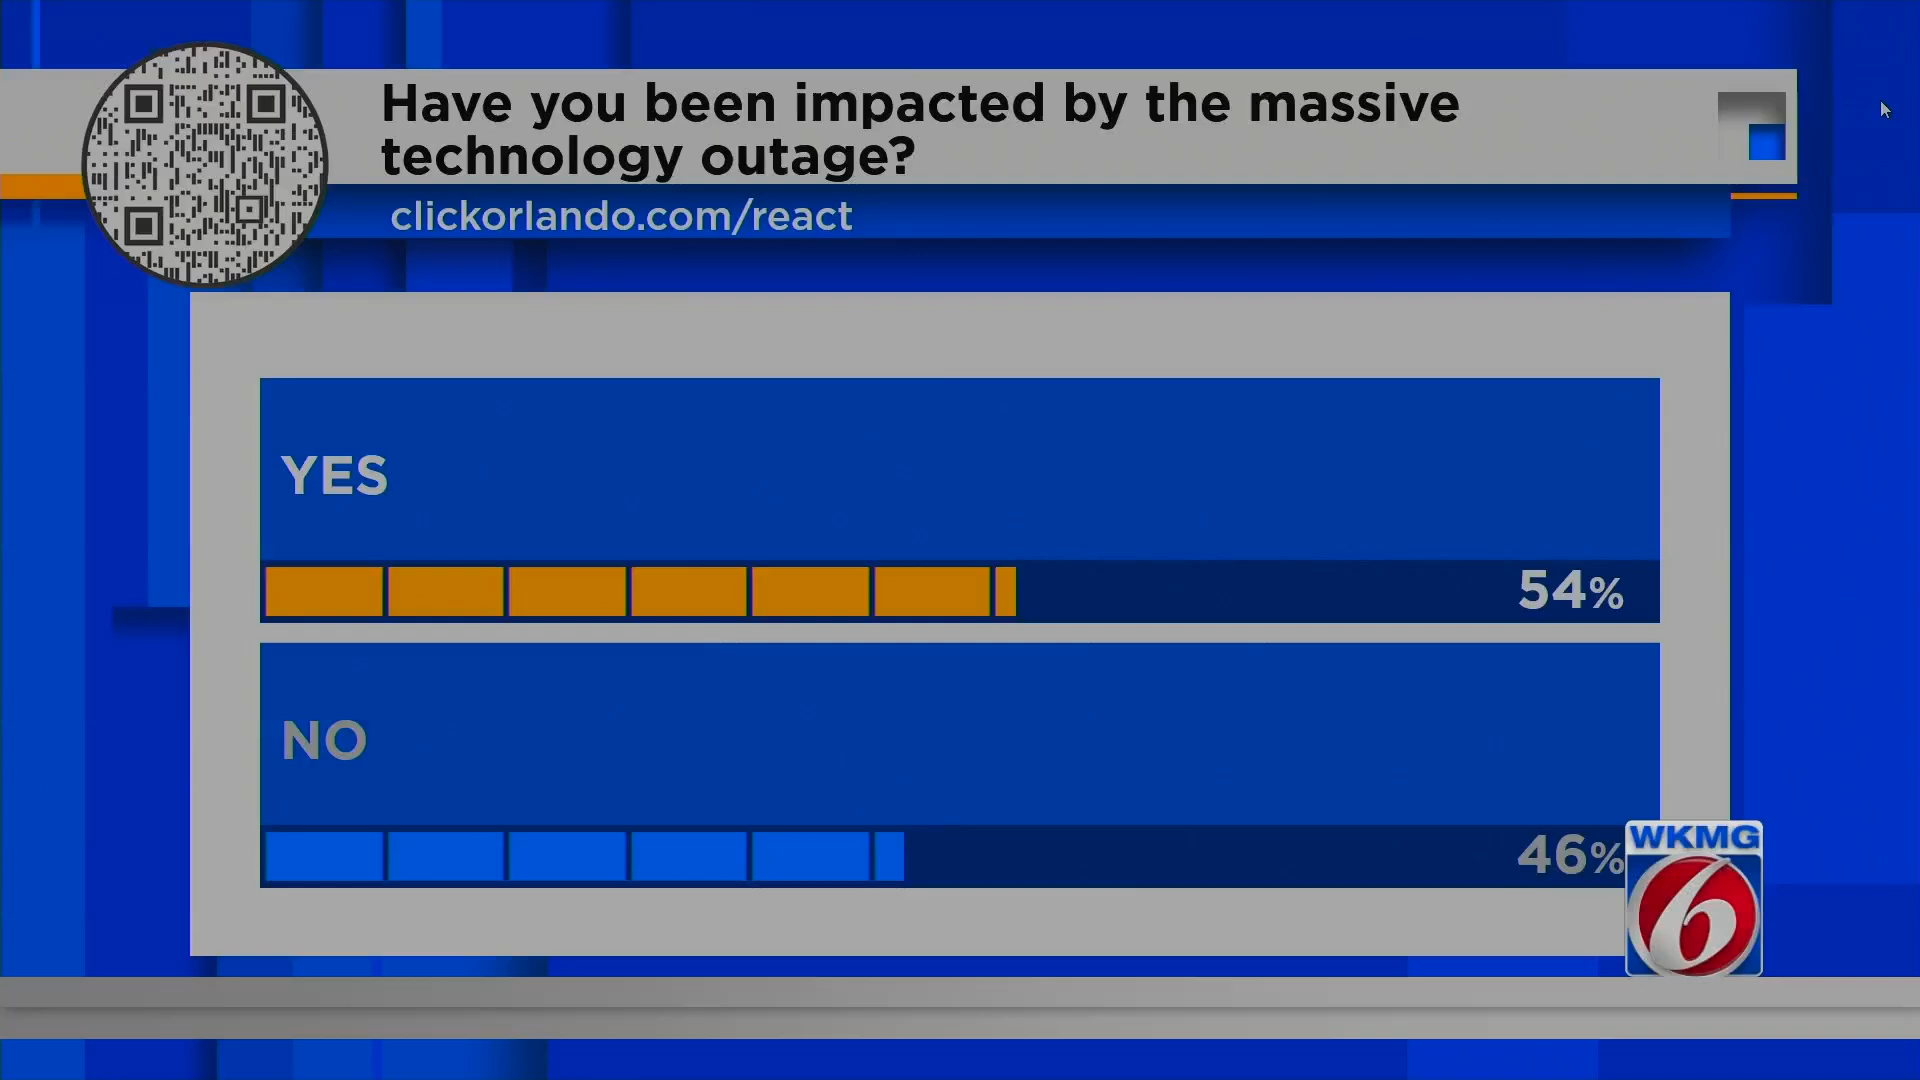 Have you been impacted by the massive
technology outage?
clickorlando.com/react
YES
54%
NO
46%
WKMG
6